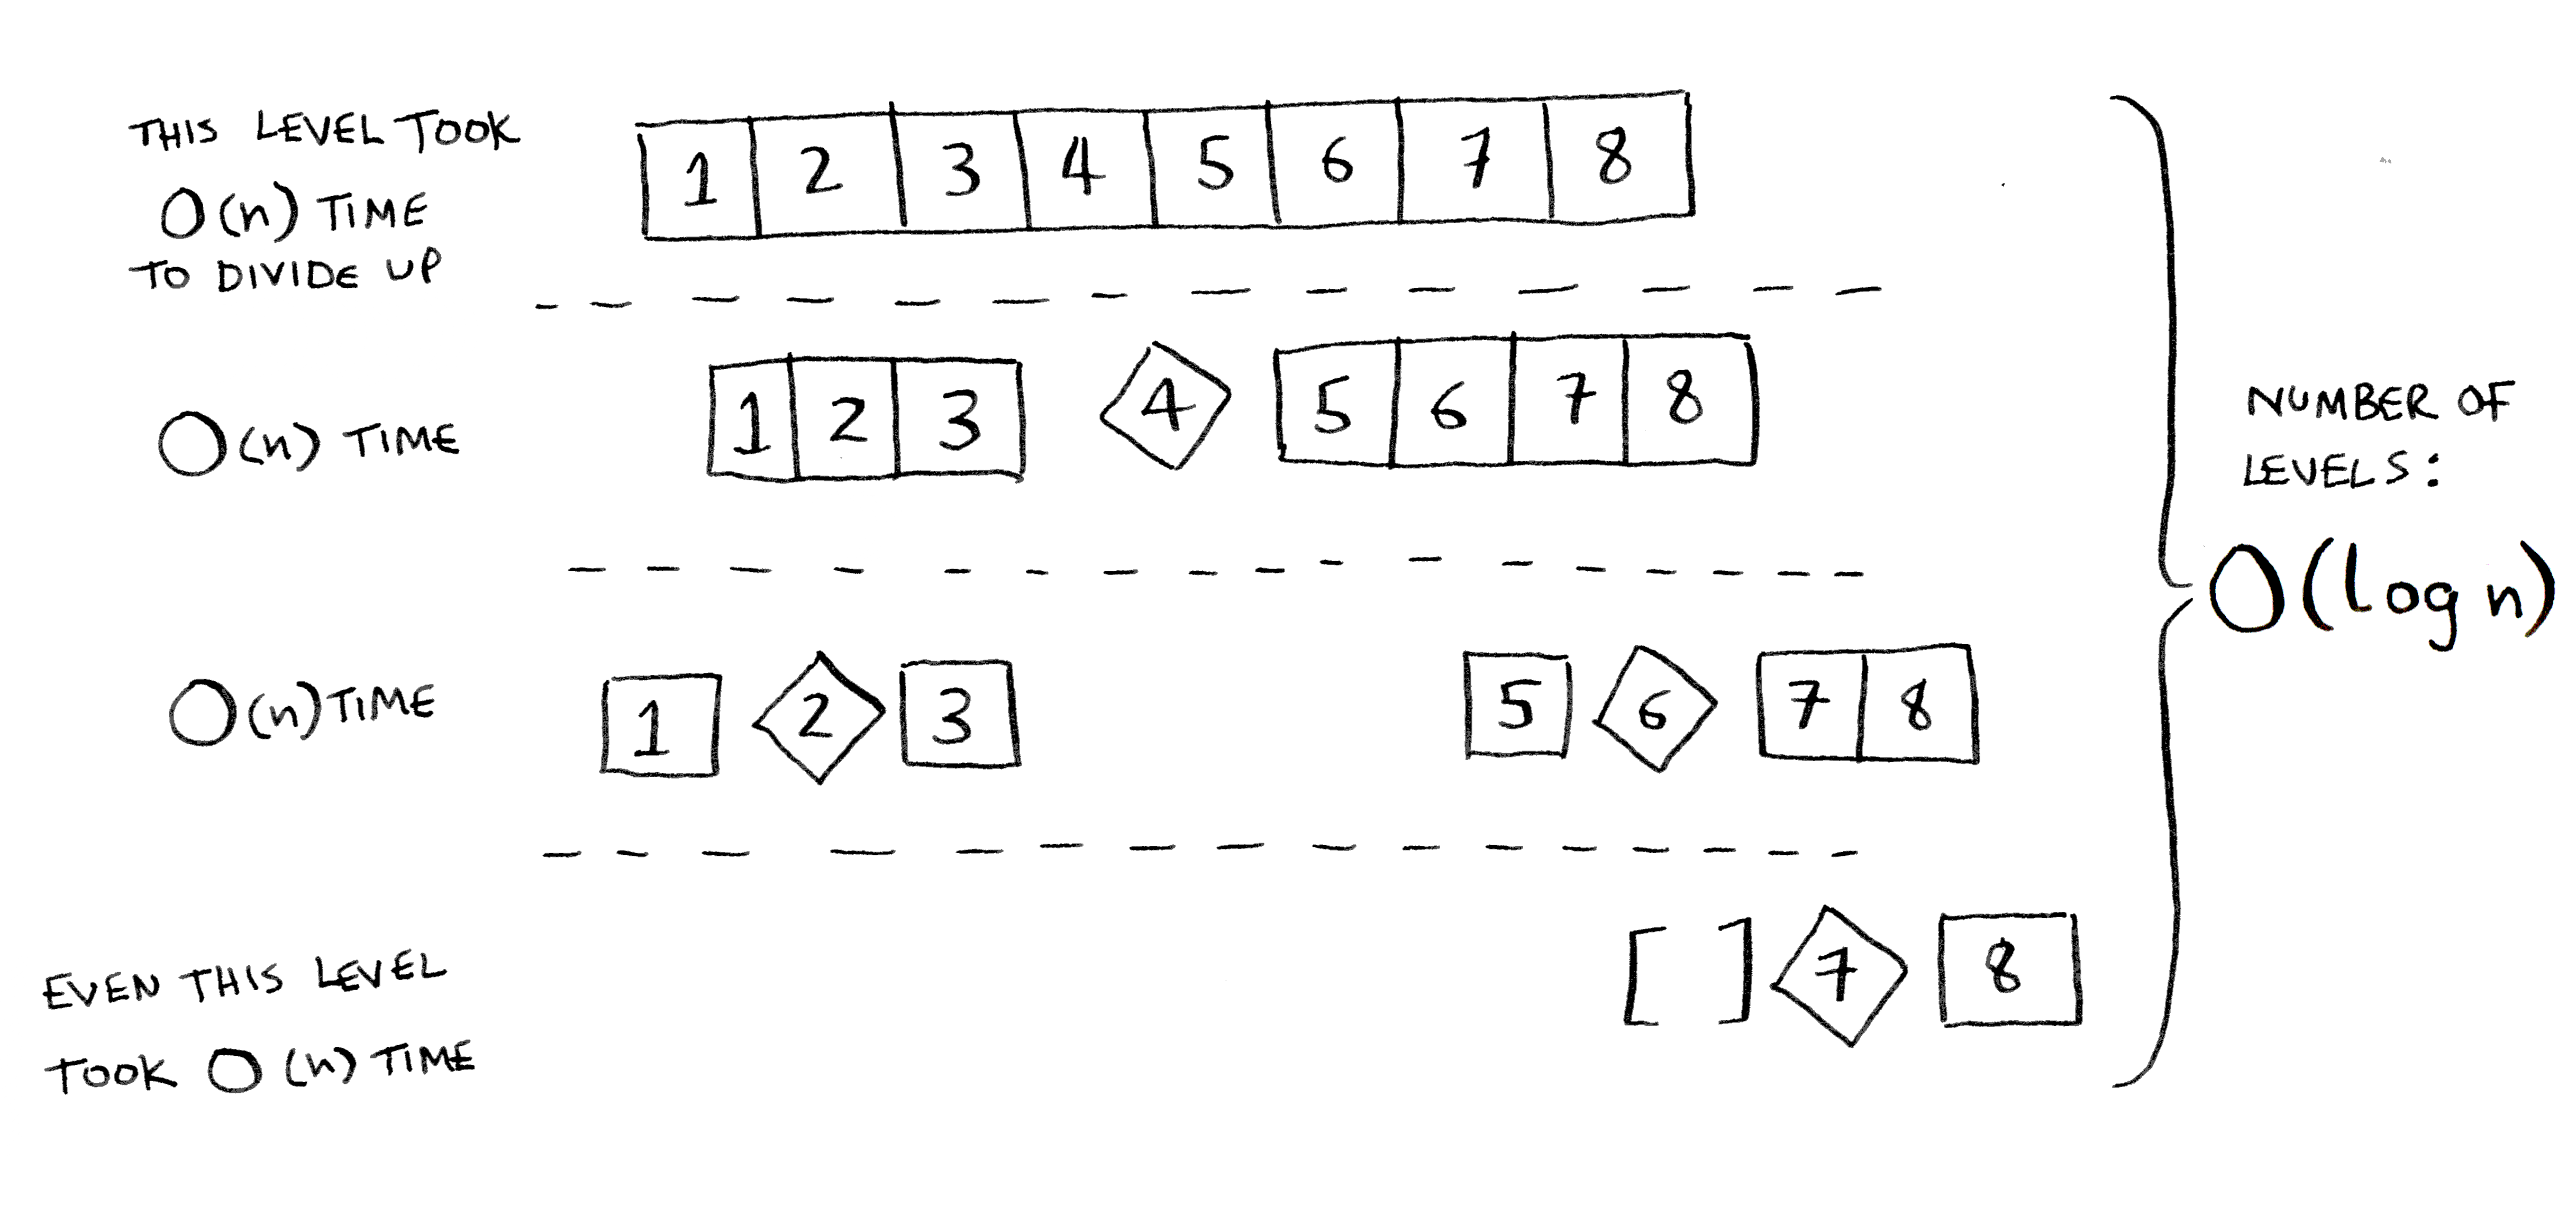 THIS LEVEL TOOK
O(n) TIME
TO DIVIDE UP
1 2 3 4 5 6 7 8
O(n) TIME
1 2 3 4 5 6 7 8
NUMBER OF
LEVELS:
O(log n)
O(n) TIME
1 2 3 5 6 7 8
EVEN THIS LEVEL
TOOK O(n) TIME
[ ] 7 8